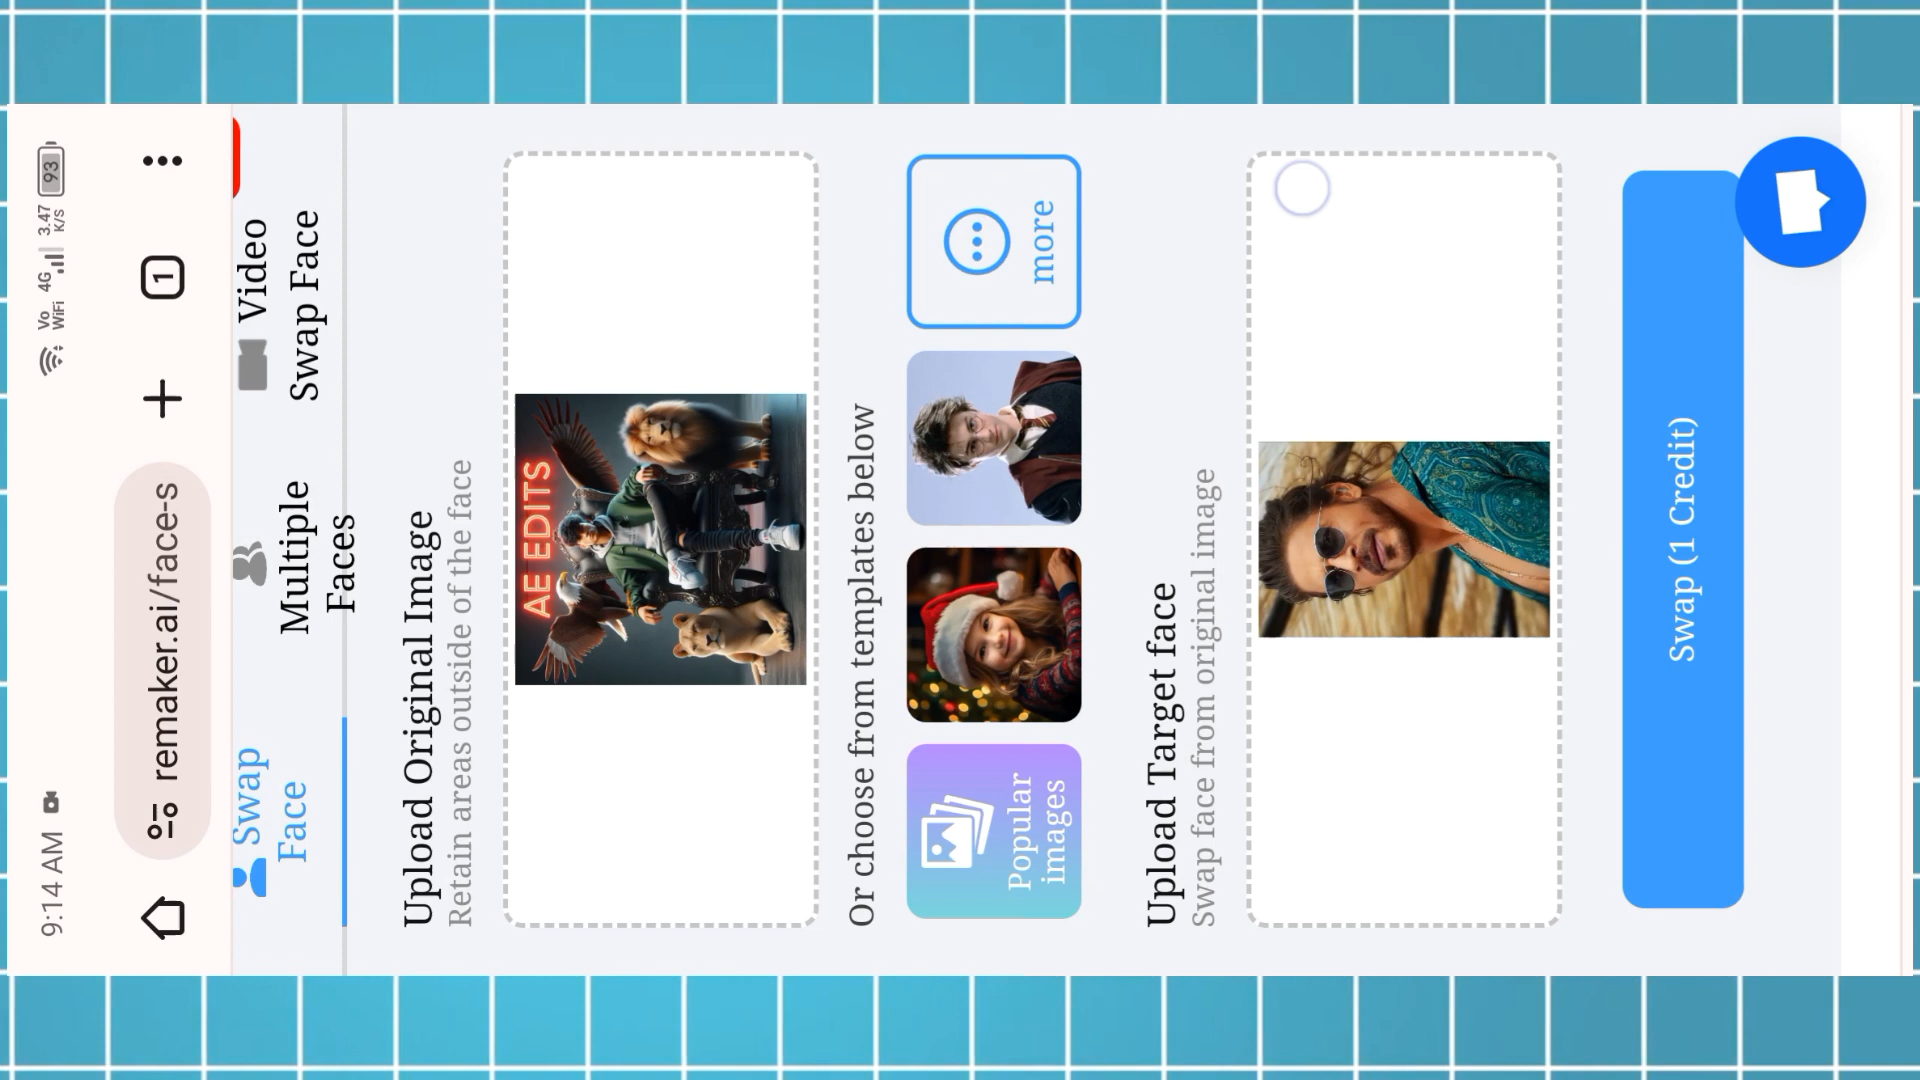 9:14 AM
Vo
WiFi
4G
3.47
K/s
93
remaker.ai/face-s
1
Swap
Face
Multiple
Faces
Video
Swap Face
Upload Original Image
Retain areas outside of the face
AE EDITS
Or choose from templates below
Popular
images
more
Upload Target face
Swap face from original image
Swap (1 Credit)